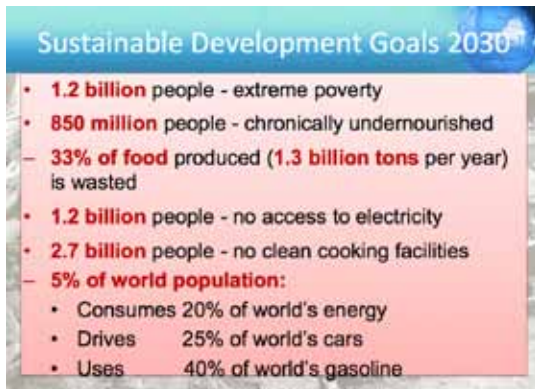 Sustainable Development Goals 2030
• 1.2 billion people - extreme poverty
• 850 million people - chronically undernourished
– 33% of food produced (1.3 billion tons per year)
is wasted
• 1.2 billion people - no access to electricity
• 2.7 billion people - no clean cooking facilities
– 5% of world population:
• Consumes 20% of world's energy
• Drives 25% of world's cars
• Uses 40% of world's gasoline